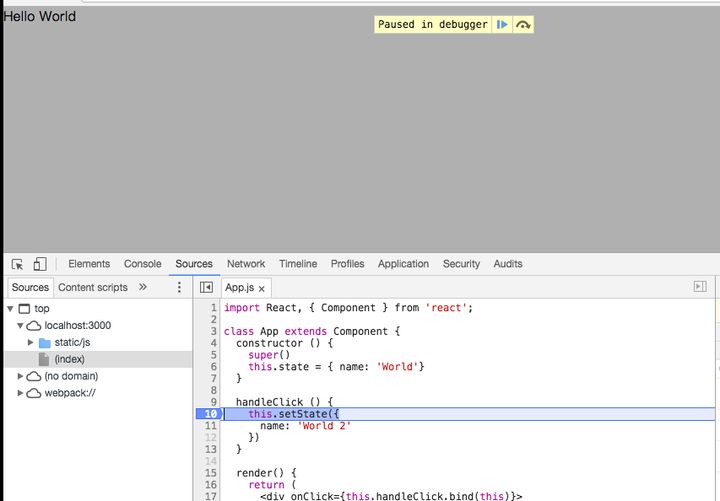 Hello World
Paused in debugger
Elements Console Sources Network Timeline Profiles Application Security Audits
Sources Content scripts » App.js ×
top
localhost:3000
static/js
(index)
(no domain)
webpack://
1 import React, { Component } from 'react';
2
3 class App extends Component {
4 constructor () {
5 super()
6 this.state = { name: 'World'}
7 }
8
9 handleClick () {
10 this.setState({
11 name: 'World 2'
12 })
13 }
14
15 render() {
16 return (
17 <div onClick={this.handleClick.bind(this)}>